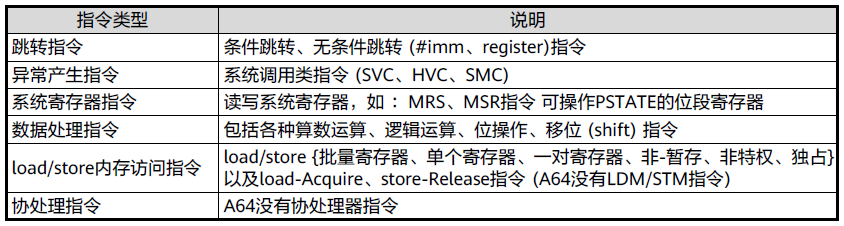 指令类型 说明
跳转指令 条件跳转、无条件跳转 (#imm、register)指令
异常产生指令 系统调用类指令 (SVC、HVC、SMC)
系统寄存器指令 读写系统寄存器，如 ：MRS、MSR指令 可操作PSTATE的位段寄存器
数据处理指令 包括各种算数运算、逻辑运算、位操作、移位 (shift) 指令
load/store内存访问指令 load/store {批量寄存器、单个寄存器、一对寄存器、非-暂存、非特权、独占}
以及load-Acquire、store-Release指令 (A64没有LDM/STM指令)
协处理指令 A64没有协处理器指令